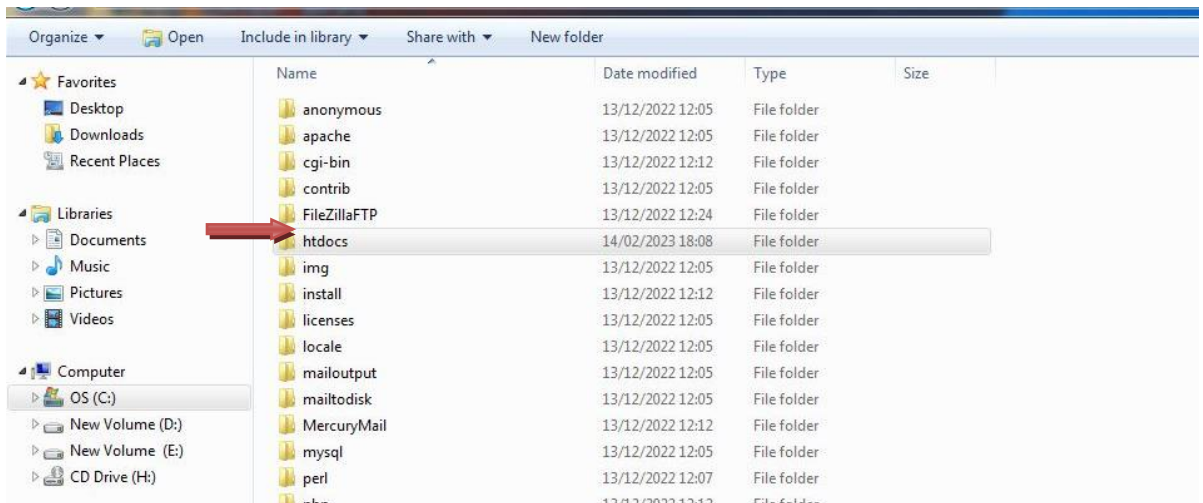 Organize Open Include in library Share with New folder
Favorites
Desktop
Downloads
Recent Places
Libraries
Documents
Music
Pictures
Videos
Computer
OS (C:)
New Volume (D:)
New Volume (E:)
CD Drive (H:)
Name Date modified Type Size
anonymous 13/12/2022 12:05 File folder
apache 13/12/2022 12:05 File folder
cgi-bin 13/12/2022 12:12 File folder
contrib 13/12/2022 12:05 File folder
FileZillaFTP 13/12/2022 12:24 File folder
htdocs 14/02/2023 18:08 File folder
img 13/12/2022 12:05 File folder
install 13/12/2022 12:12 File folder
licenses 13/12/2022 12:05 File folder
locale 13/12/2022 12:05 File folder
mailoutput 13/12/2022 12:05 File folder
mailtodisk 13/12/2022 12:05 File folder
MercuryMail 13/12/2022 12:12 File folder
mysql 13/12/2022 12:05 File folder
perl 13/12/2022 12:07 File folder